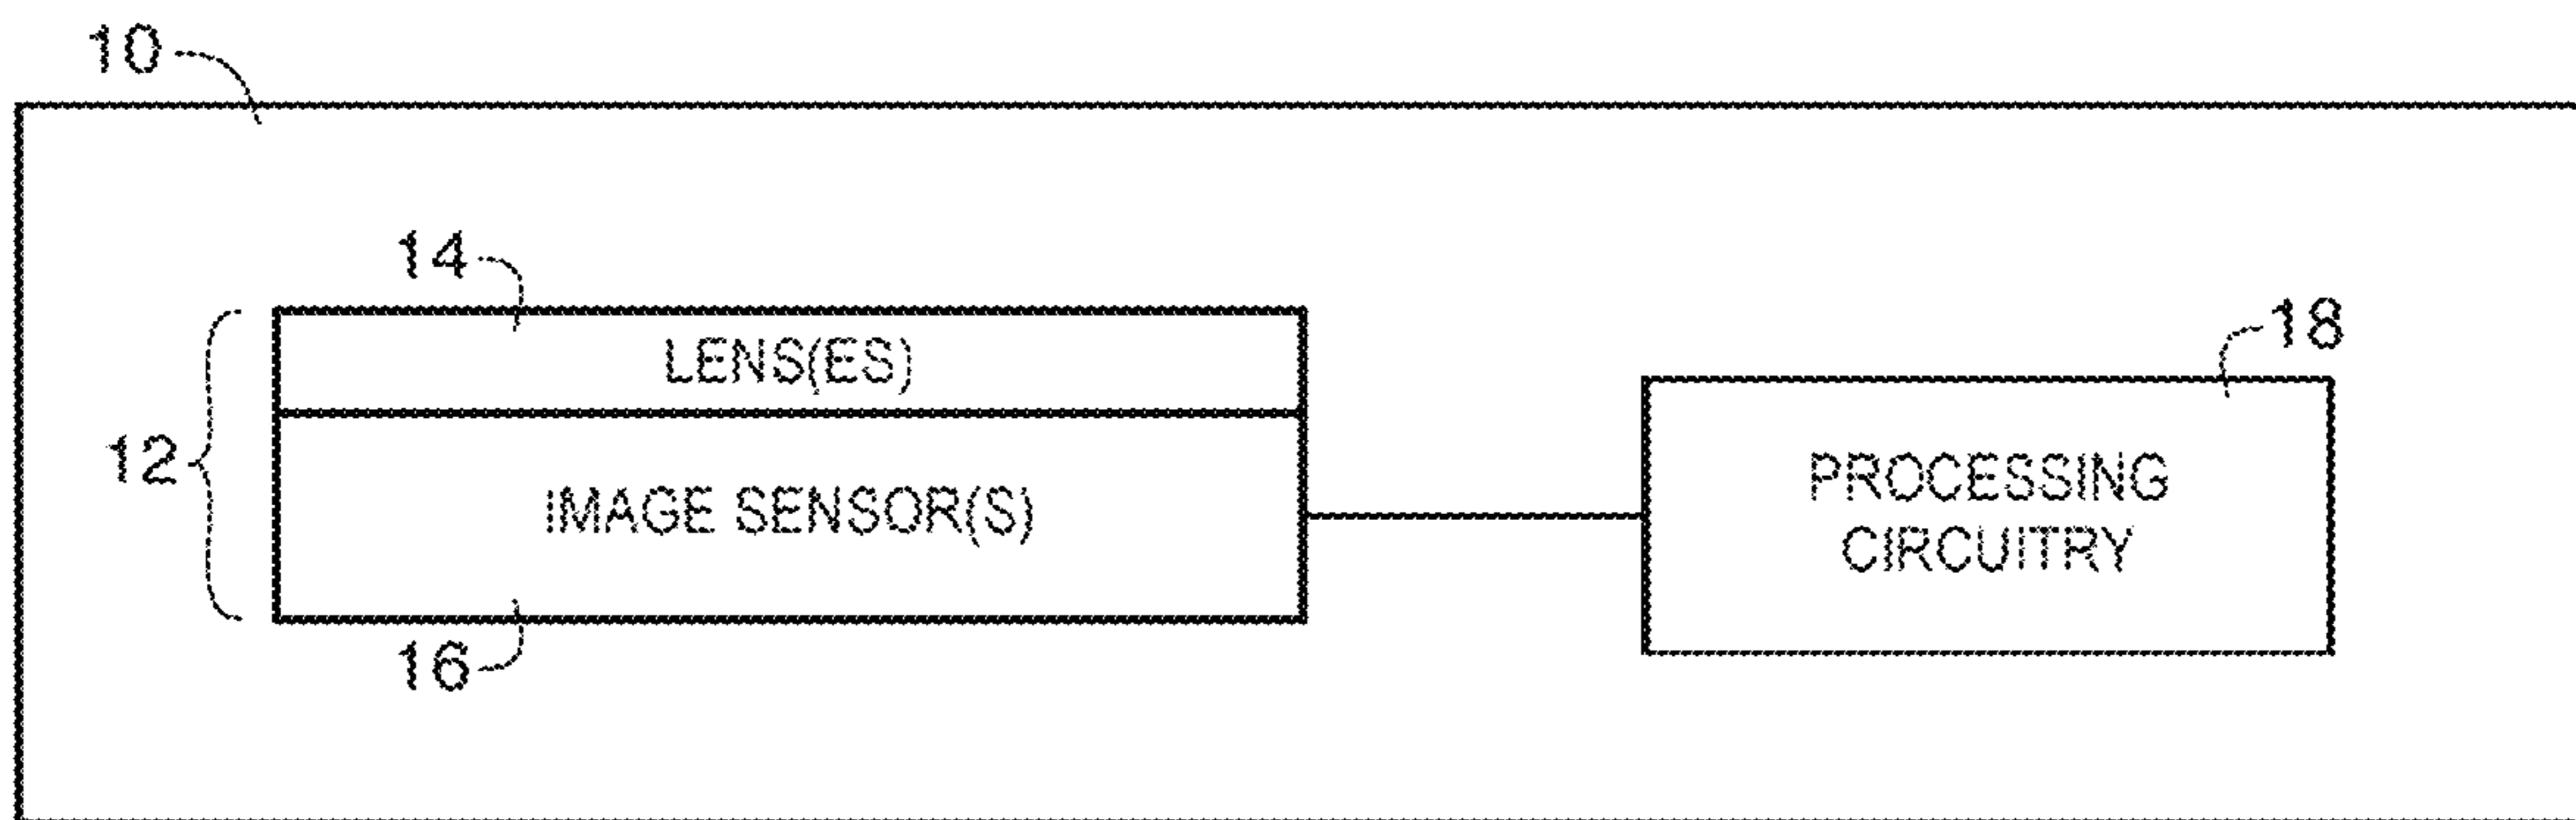 10
14
LENS(ES)
18
12
PROCESSING
IMAGE SENSOR(S)
CIRCUITRY
16